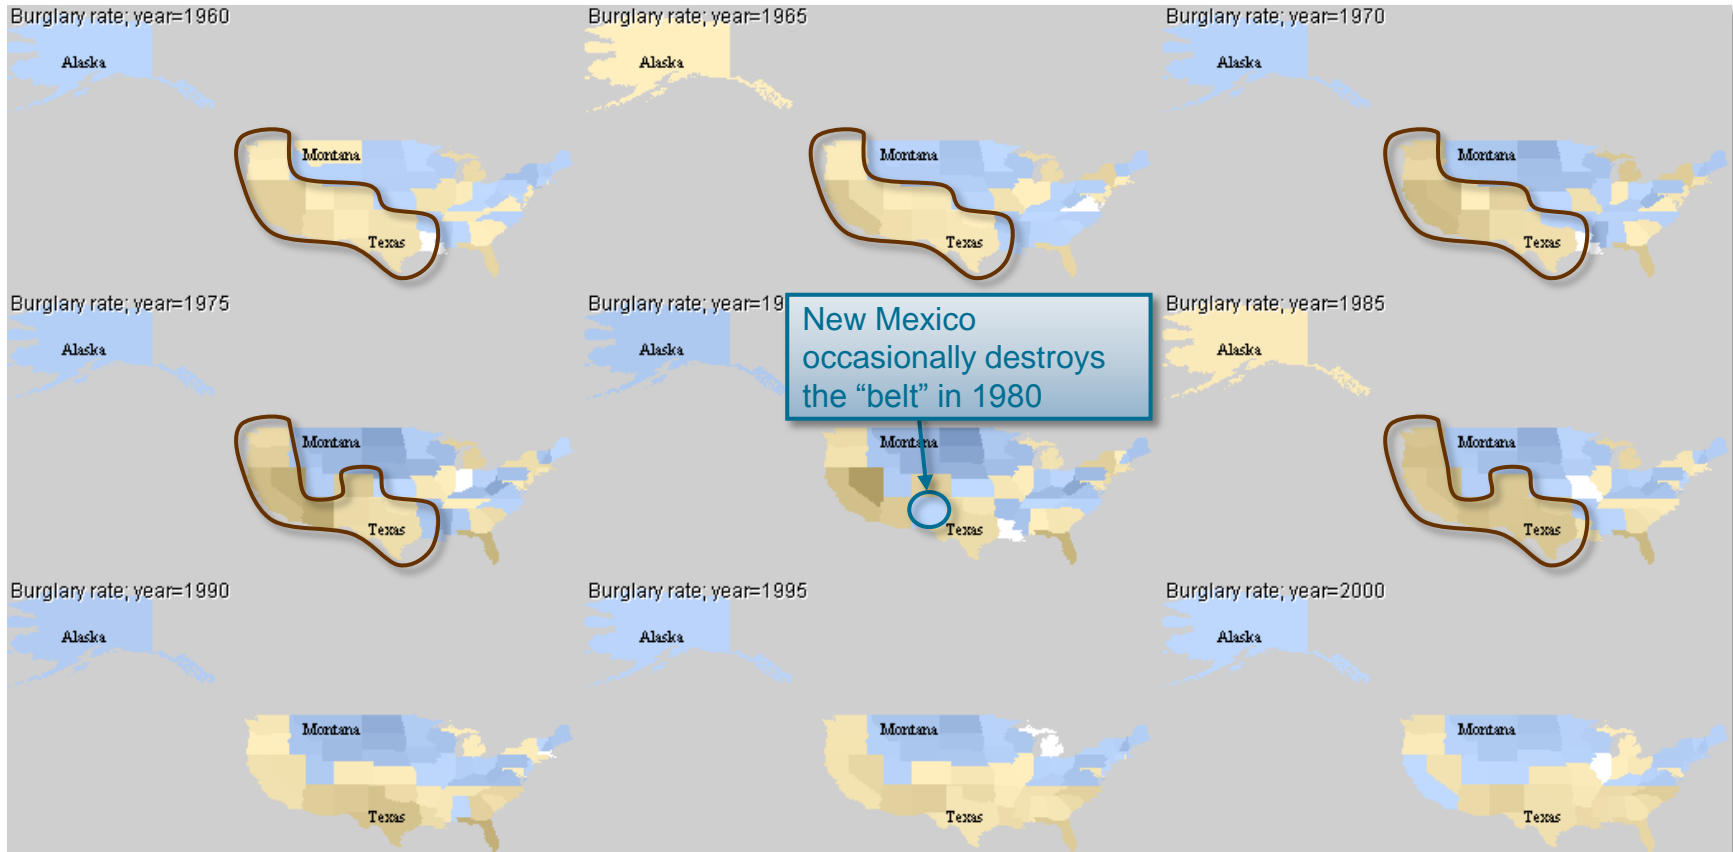 Burglary rate; year=1960
Alaska
Montana
Texas
Burglary rate; year=1965
Alaska
Montana
Texas
Burglary rate; year=1970
Alaska
Montana
Texas
Burglary rate; year=1975
Alaska
Montana
Texas
Burglary rate; year=19
Alaska
New Mexico
occasionally destroys
the “belt” in 1980
Montana
Texas
Burglary rate; year=1985
Alaska
Montana
Texas
Burglary rate; year=1990
Alaska
Montana
Texas
Burglary rate; year=1995
Alaska
Montana
Texas
Burglary rate; year=2000
Alaska
Montana
Texas